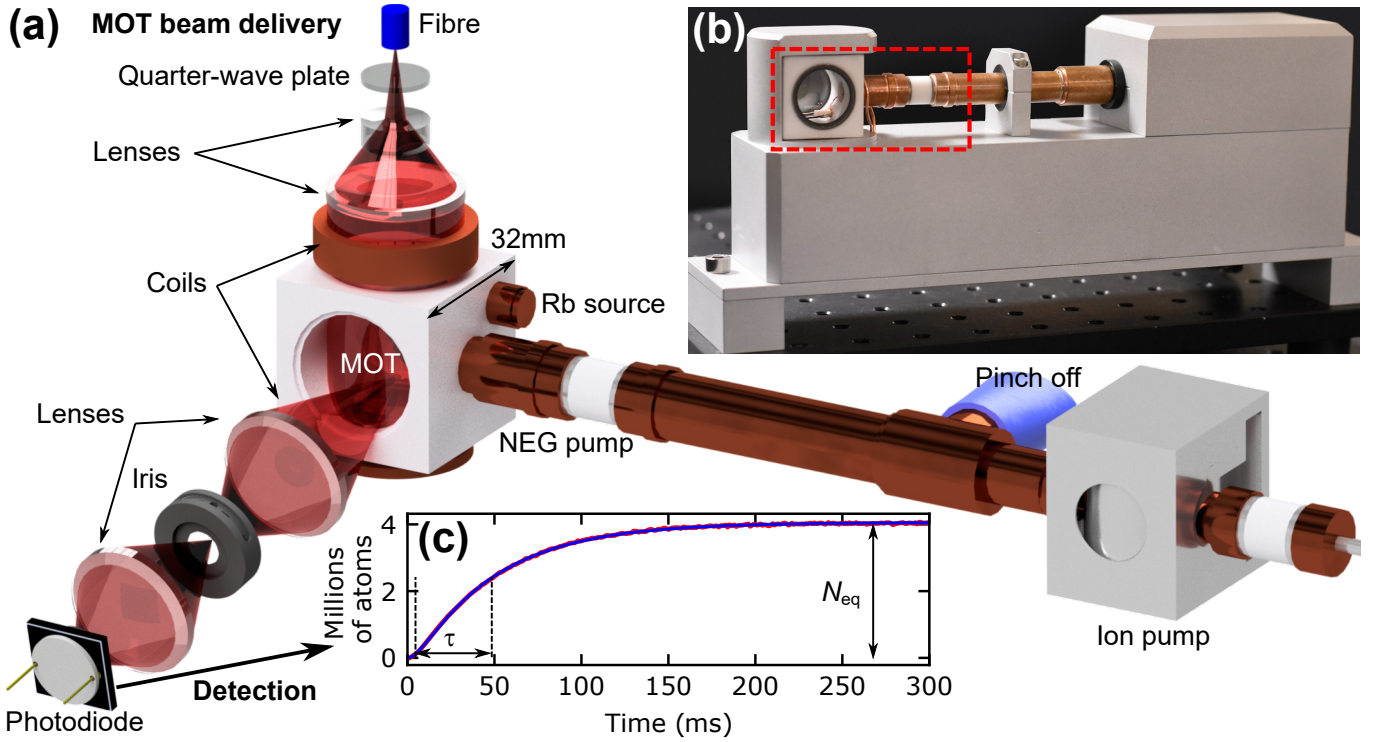 (a) MOT beam delivery
Fibre
Quarter-wave plate
Lenses
Coils
32mm
Rb source
MOT
Lenses
Iris
NEG pump
Pinch off
Ion pump
Photodiode
Detection
(b)
(c)
Millions
of atoms
4
2
0
τ
Neq
0 50 100 150 200 250 300
Time (ms)